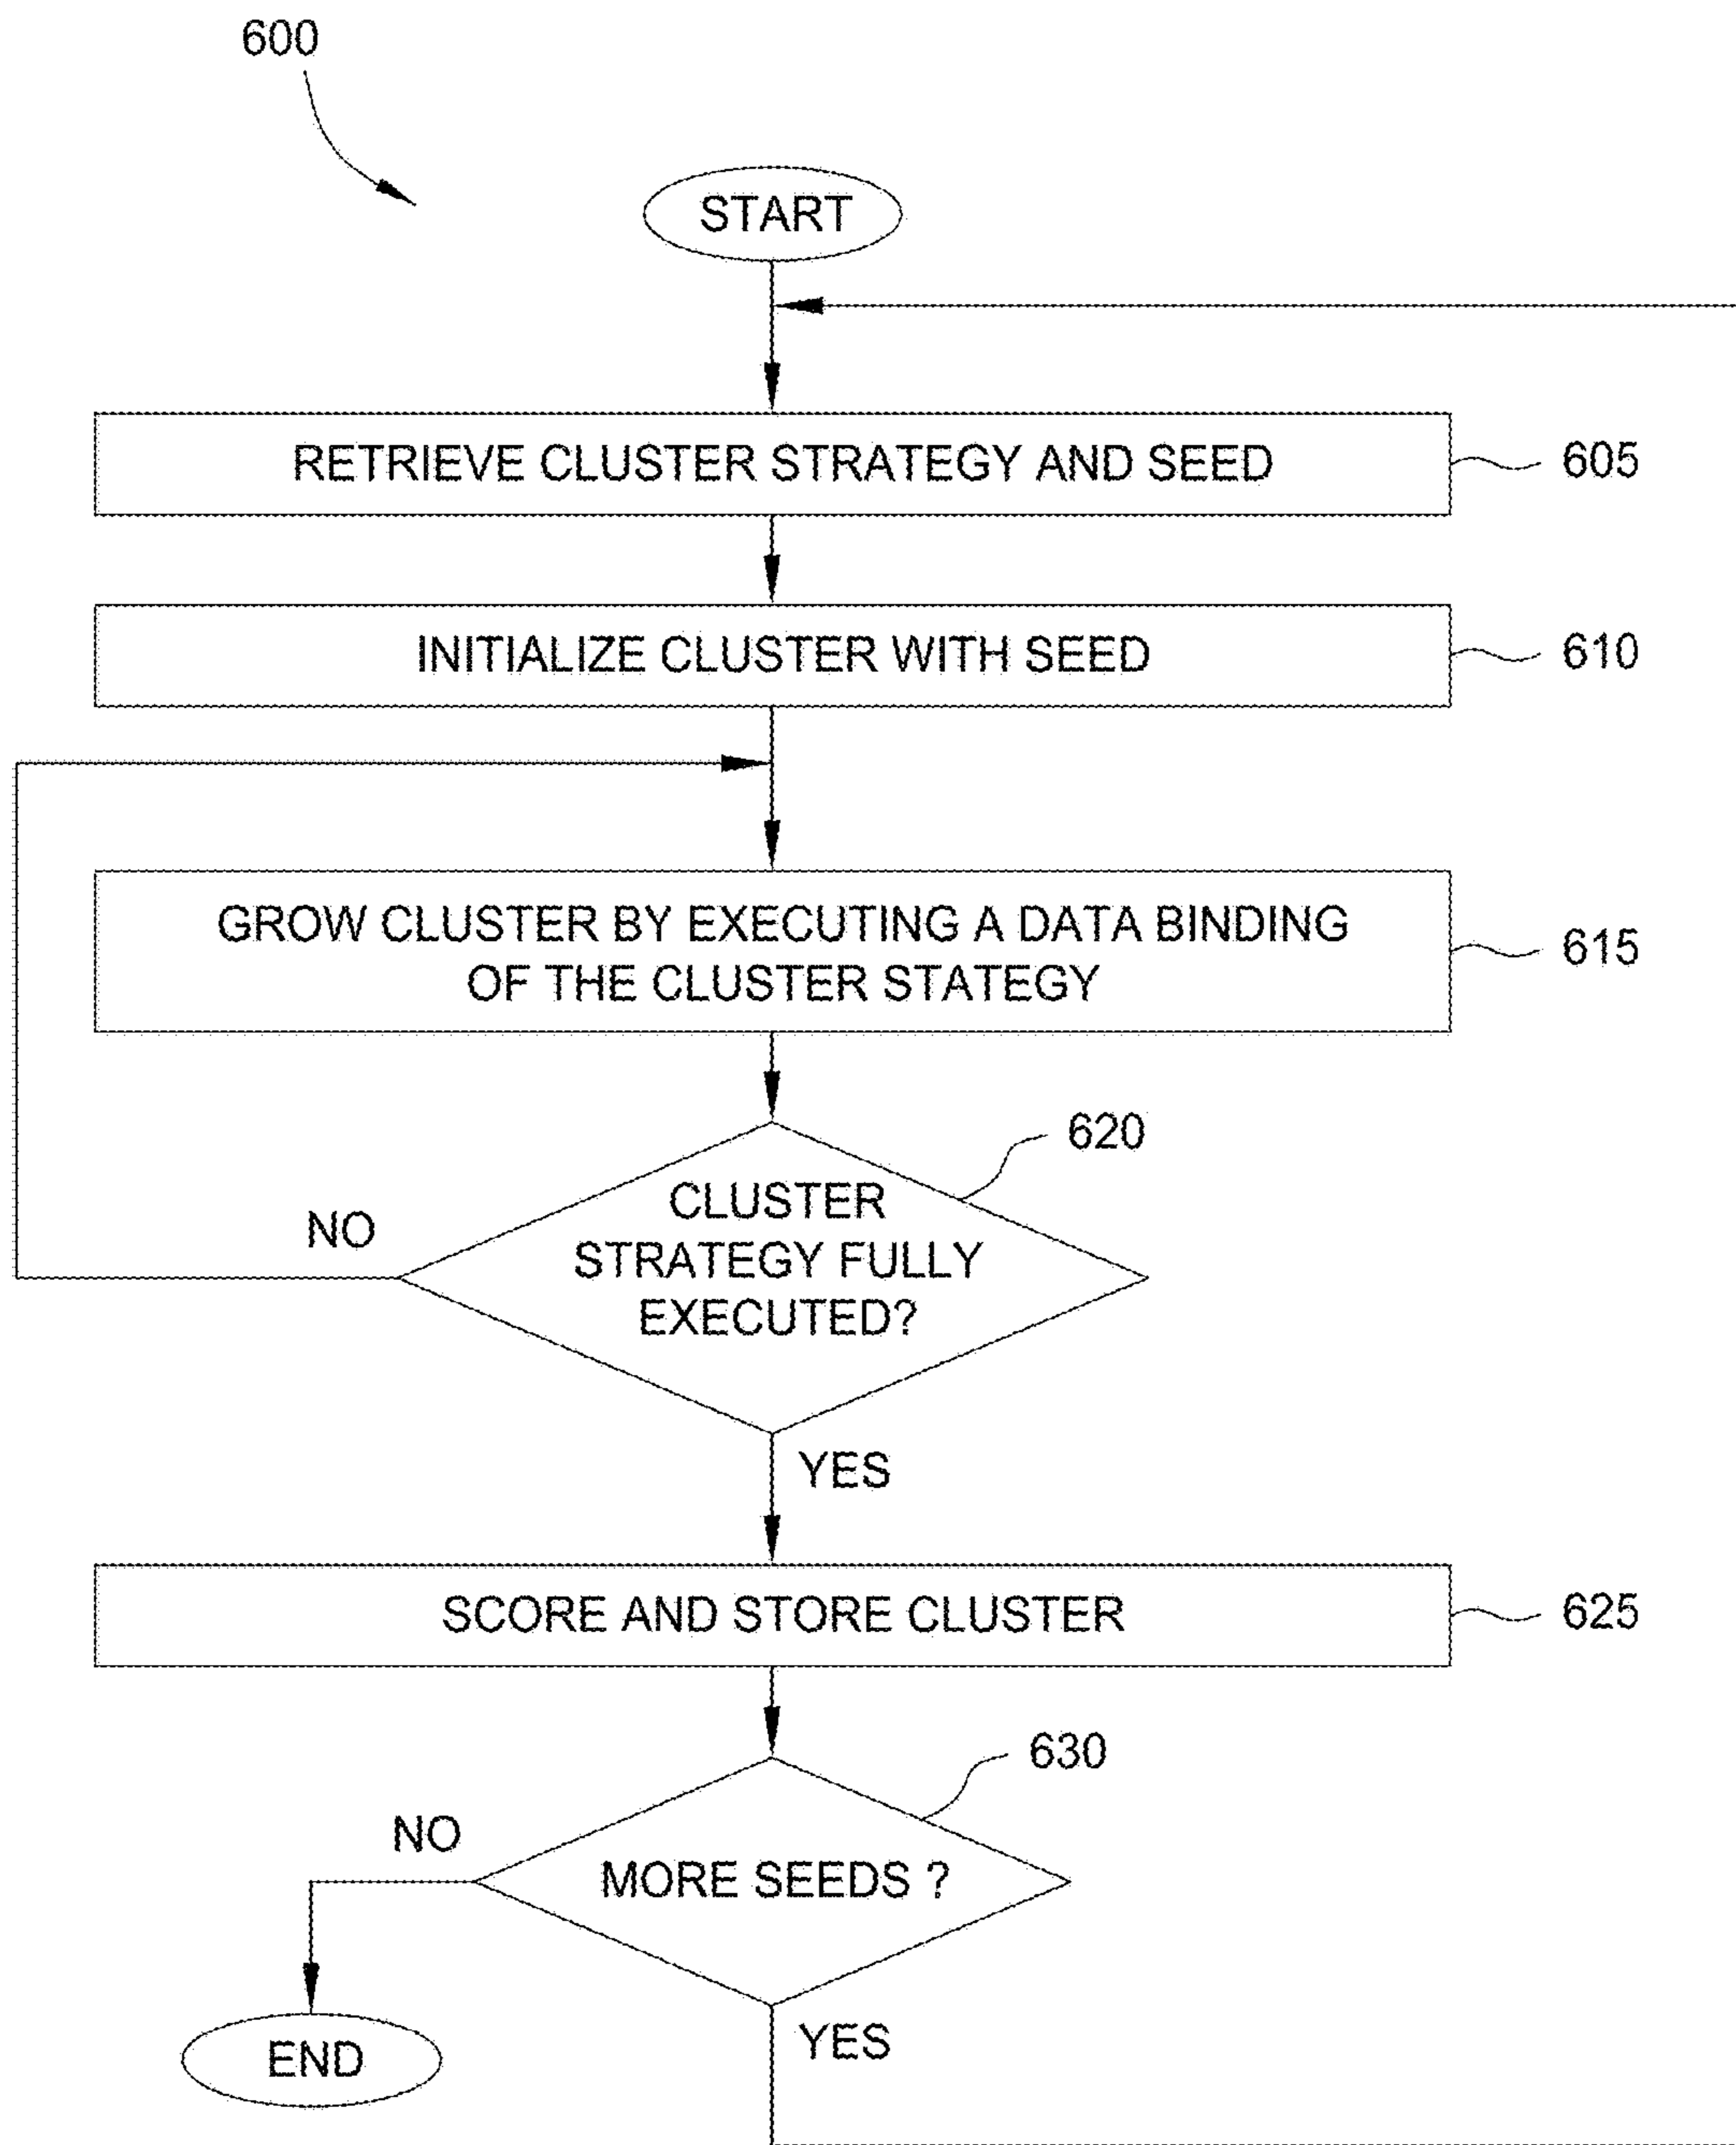 600
START
RETRIEVE CLUSTER STRATEGY AND SEED
605
INITIALIZE CLUSTER WITH SEED
610
GROW CLUSTER BY EXECUTING A DATA BINDING
OF THE CLUSTER STATEGY
615
620
CLUSTER
STRATEGY FULLY
EXECUTED?
NO
YES
SCORE AND STORE CLUSTER
625
630
NO
MORE SEEDS ?
END
YES